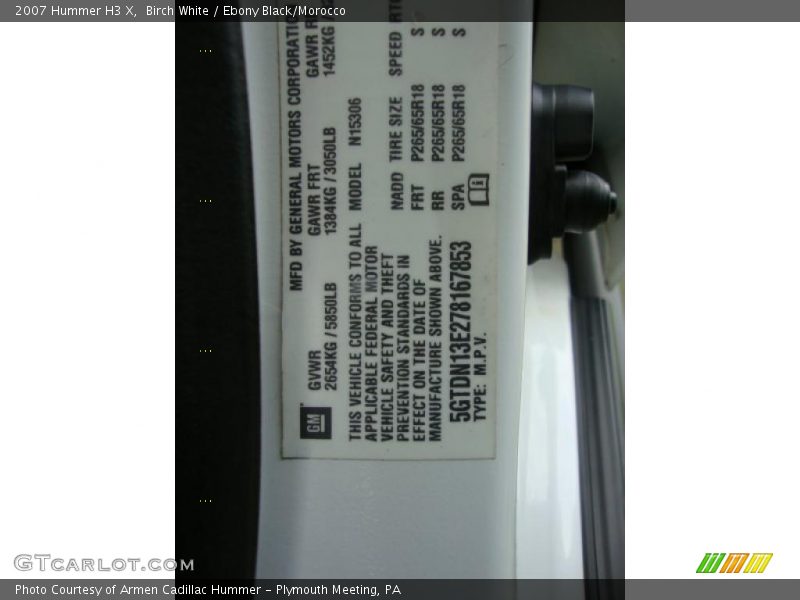 2007 Hummer H3 X,  Birch White / Ebony Black/Morocco
MFD BY GENERAL MOTORS CORPORATIO
GVWR GAWR FRT GAWR R
2654KG / 5850LB 1384KG / 3050LB 1452KG /
THIS VEHICLE CONFORMS TO ALL
APPLICABLE FEDERAL MOTOR
VEHICLE SAFETY AND THEFT
PREVENTION STANDARDS IN
EFFECT ON THE DATE OF
MANUFACTURE SHOWN ABOVE.
5GTDN13E278167853
TYPE: M.P.V.
MODEL N15306
NADD TIRE SIZE SPEED RT
FRT P265/65R18 S
RR P265/65R18 S
SPA P265/65R18 S
GM
GTCARLOT.COM
Photo Courtesy of Armen Cadillac Hummer – Plymouth Meeting, PA